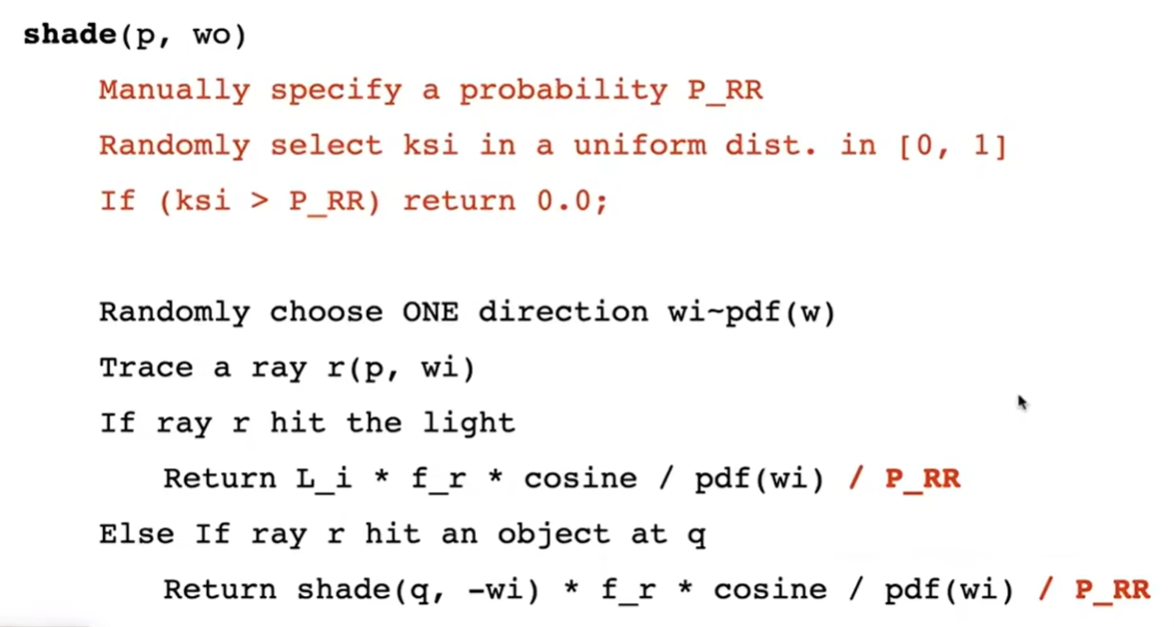 shade(p, wo)
Manually specify a probability P_RR
Randomly select ksi in a uniform dist. in [0, 1]
If (ksi > P_RR) return 0.0;
Randomly choose ONE direction wi~pdf(w)
Trace a ray r(p, wi)
If ray r hit the light
Return L_i * f_r * cosine / pdf(wi) / P_RR
Else If ray r hit an object at q
Return shade(q, -wi) * f_r * cosine / pdf(wi) / P_RR